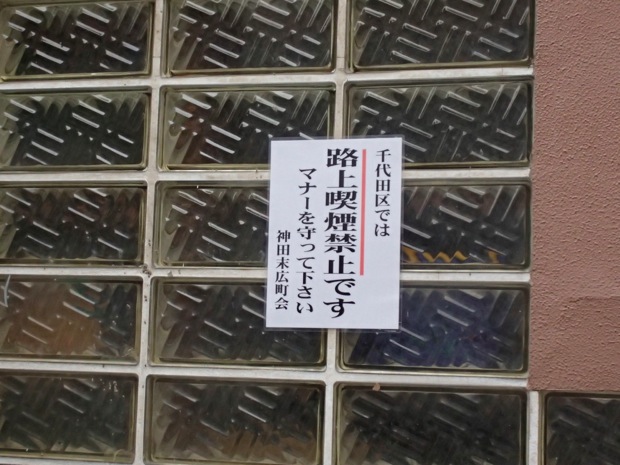 千代田区では
路上喫煙禁止です
マナーを守って下さい
神田末広町会